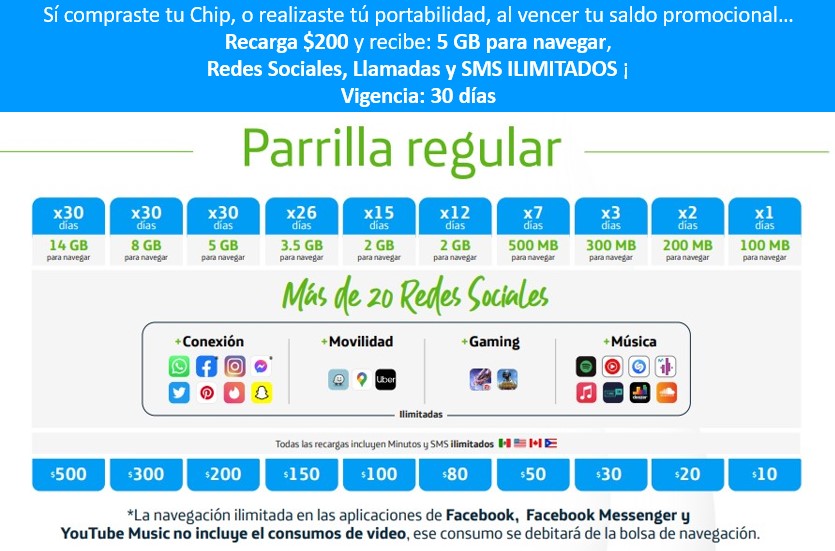 Sí compraste tu Chip, o realizaste tú portabilidad, al vencer tu saldo promocional...
Recarga $200 y recibe: 5 GB para navegar,
Redes Sociales, Llamadas y SMS ILIMITADOS ¡
Vigencia: 30 días
Parrilla regular
x30 x30 x30 x26 x15 x12 x7 x3 x2 x1
días días días días días días días días días días
14 GB 8 GB 5 GB 3.5 GB 2 GB 2 GB 500 MB 300 MB 200 MB 100 MB
para navegar para navegar para navegar para navegar para navegar para navegar para navegar para navegar para navegar para navegar
Más de 20 Redes Sociales
+Conexión +Movilidad +Gaming +Música
Uber
Ilimitadas
Todas las recargas incluyen Minutos y SMS ilimitados
$500 $300 $200 $150 $100 $80 $50 $30 $20 $10
*La navegación ilimitada en las aplicaciones de Facebook, Facebook Messenger y
YouTube Music no incluye el consumos de video, ese consumo se debitará de la bolsa de navegación.